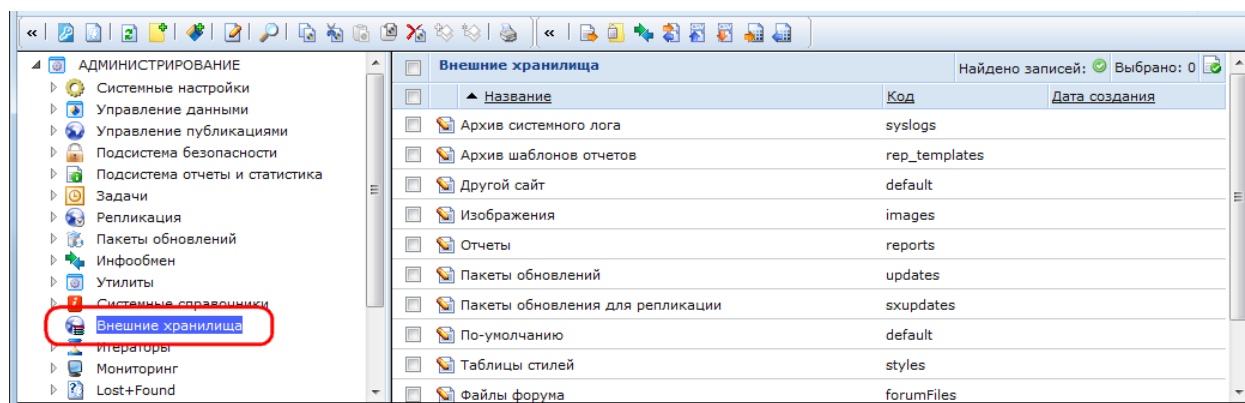 «
«
АДМИНИСТРИРОВАНИЕ
Системные настройки
Управление данными
Управление публикациями
Подсистема безопасности
Подсистема отчеты и статистика
Задачи
Репликация
Пакеты обновлений
Инфообмен
Утилиты
Системные справочники
Внешние хранилища
Итераторы
Мониторинг
Lost+Found
Внешние хранилища Найдено записей: Выбрано: 0
Название Код Дата создания
Архив системного лога syslogs
Архив шаблонов отчетов rep_templates
Другой сайт default
Изображения images
Отчеты reports
Пакеты обновлений updates
Пакеты обновления для репликации sxupdates
По-умолчанию default
Таблицы стилей styles
Файлы форума forumFiles